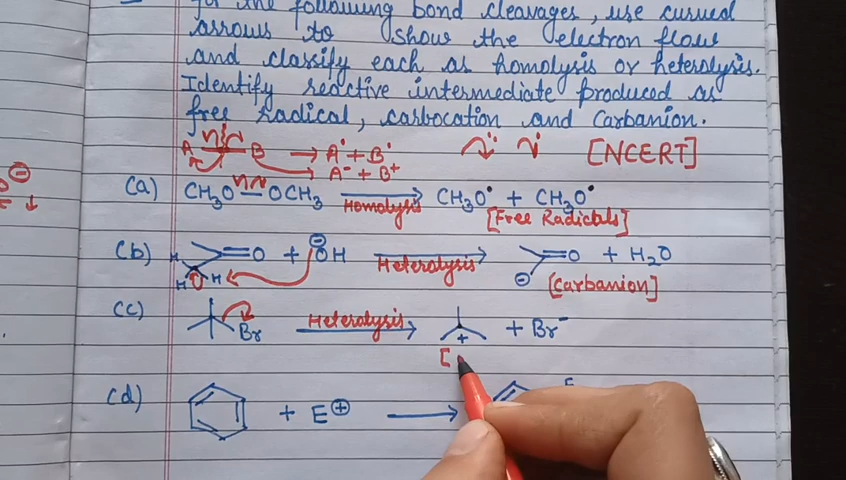 for the following bond cleavages, use curved
arrows to show the electron flow
and classify each as homolysis or heterolysis.
Identify reactive intermediate produced as
free radical, carbocation and carbanion.
A B → A• + B• [NCERT]
A⁻ + B⁺
(a) CH₃O–OCH₃ Homolysis → CH₃O• + CH₃O•
[Free Radicals]
(b) H H H =O + ⊖OH Heterolysis → ⊖ =O + H₂O
[Carbanion]
(c) Br Heterolysis → + + Br⁻
[
(d) + E⊕ → E